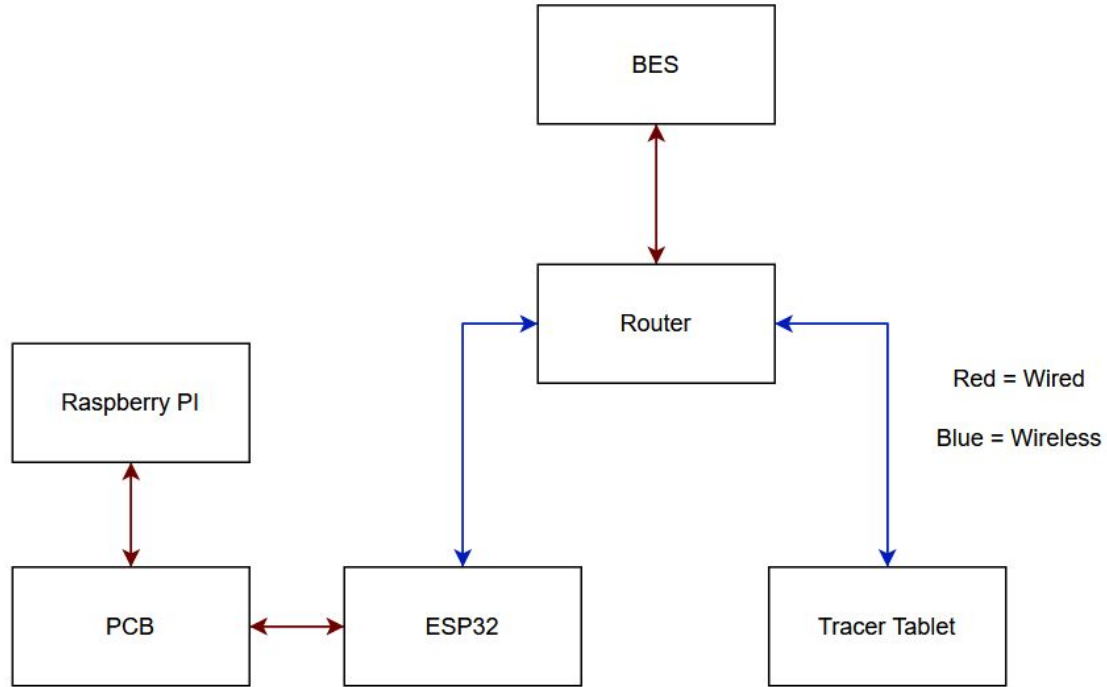 BES
Router
Red = Wired
Raspberry PI
Blue = Wireless
PCB
ESP32
Tracer Tablet